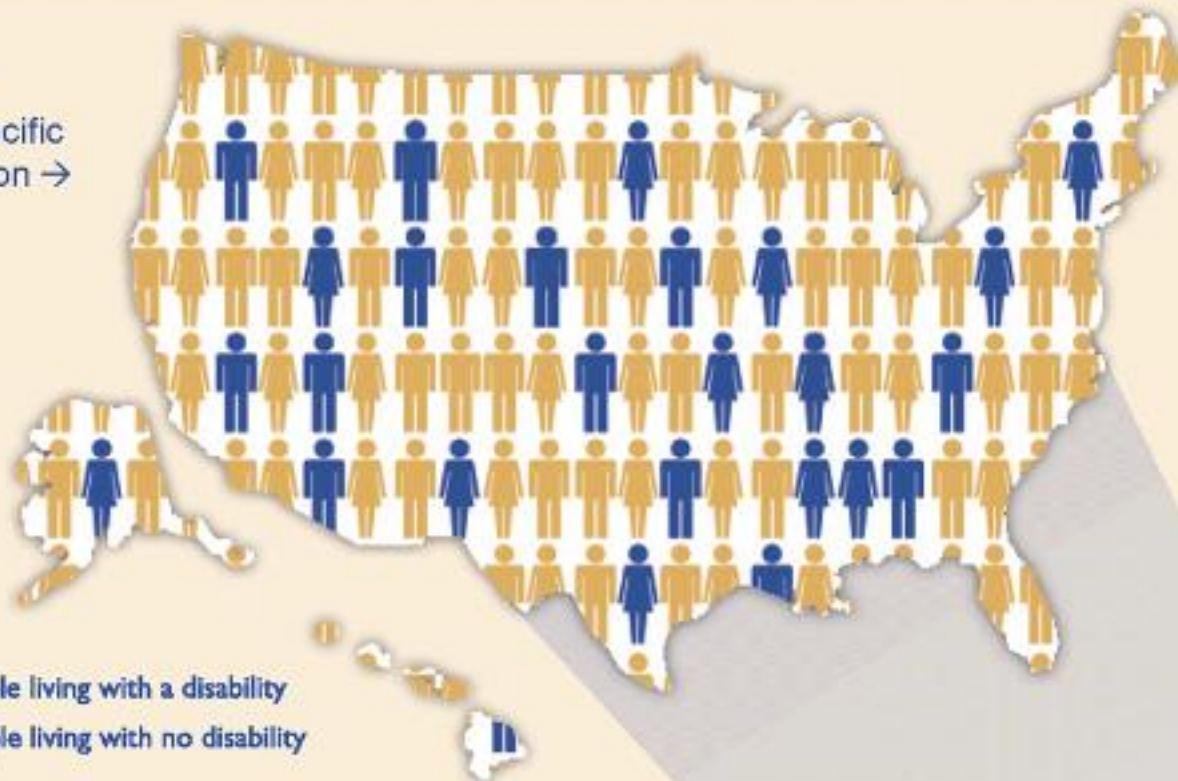 cific
on →
le living with a disability
le living with no disability